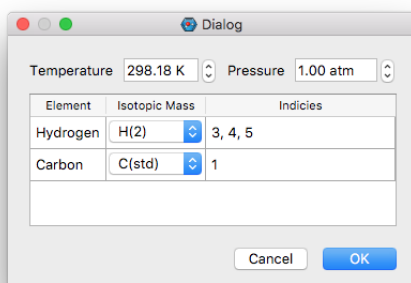 Dialog
Temperature 298.18 K Pressure 1.00 atm
Element Isotopic Mass Indicies
Hydrogen H(2) 3, 4, 5
Carbon C(std) 1
Cancel OK